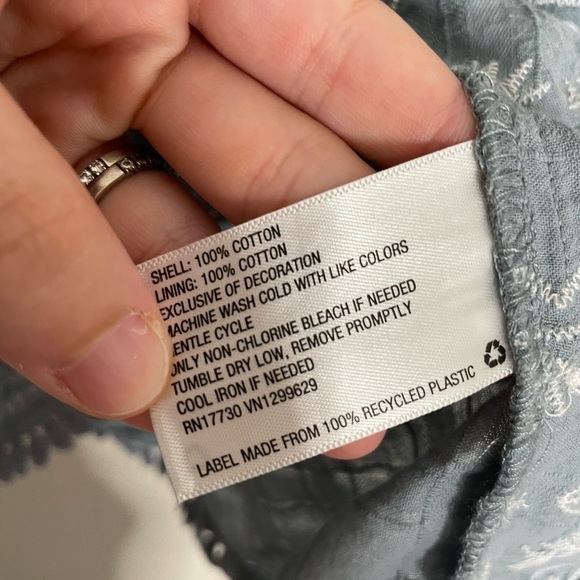 SHELL: 100% COTTON
LINING: 100% COTTON
EXCLUSIVE OF DECORATION
MACHINE WASH COLD WITH LIKE COLORS
GENTLE CYCLE
ONLY NON-CHLORINE BLEACH IF NEEDED
TUMBLE DRY LOW, REMOVE PROMPTLY
COOL IRON IF NEEDED
RN17730 VN1299629
LABEL MADE FROM 100% RECYCLED PLASTIC